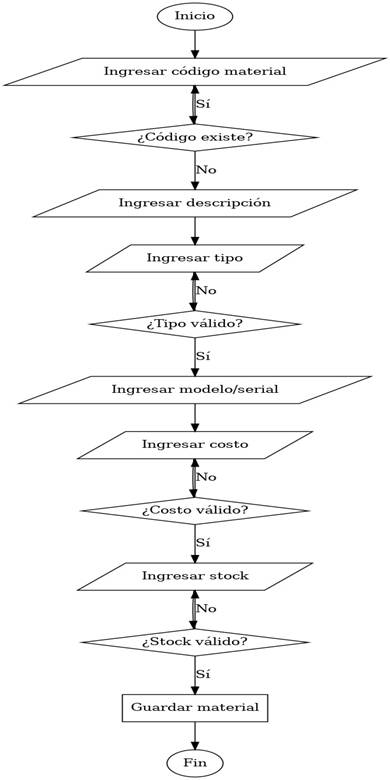 Inicio
Ingresar código material
Sí
¿Código existe?
No
Ingresar descripción
Ingresar tipo
No
¿Tipo válido?
Sí
Ingresar modelo/serial
Ingresar costo
No
¿Costo válido?
Sí
Ingresar stock
No
¿Stock válido?
Sí
Guardar material
Fin